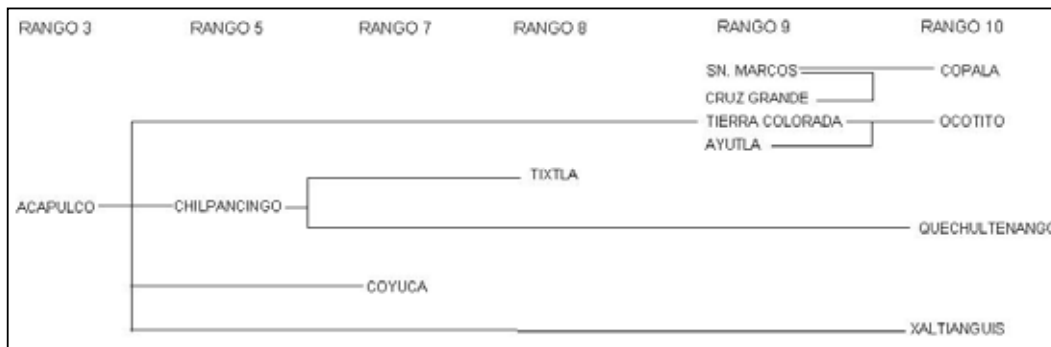 RANGO 3 RANGO 5 RANGO 7 RANGO 8 RANGO 9 RANGO 10
SN. MARCOS COPALA
CRUZ GRANDE
TIERRA COLORADA OCOTITO
AYUTLA
TIXTLA
ACAPULCO CHILPANCINGO
QUECHULTENANGO
COYUCA
XALTIANGUIS